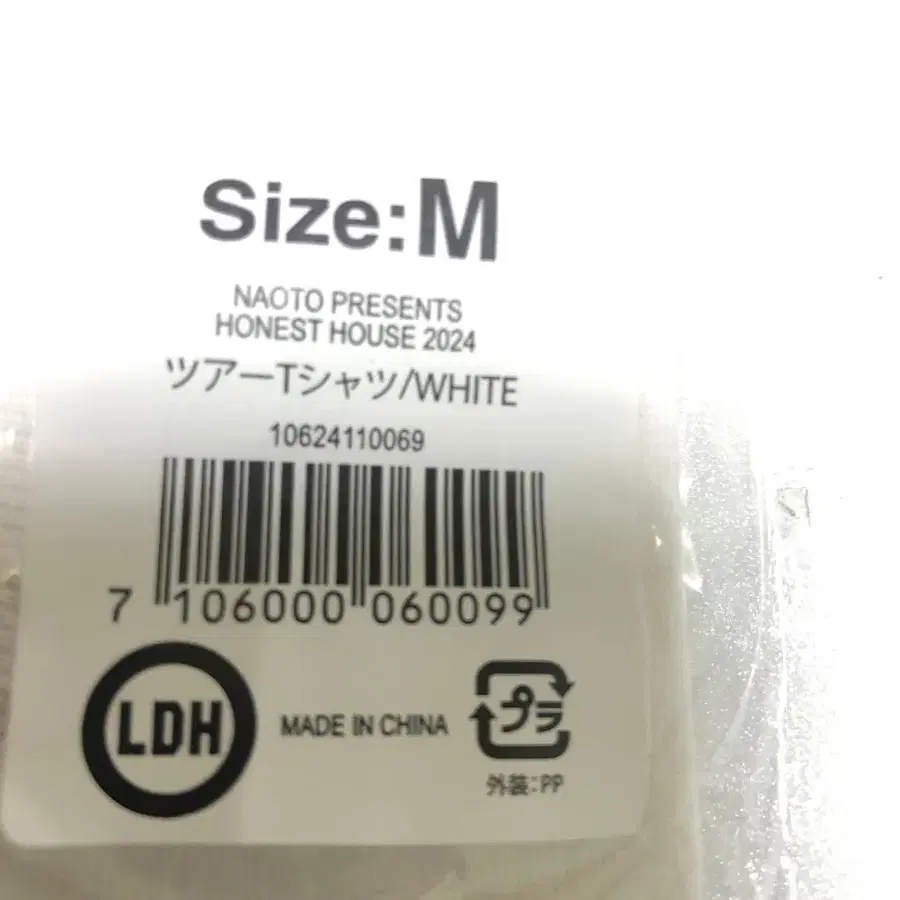 Size:M
NAOTO PRESENTS
HONEST HOUSE 2024
ツアーTシャツ/WHITE
10624110069
7 106000 060099
LDH
MADE IN CHINA
プラ
外装:PP